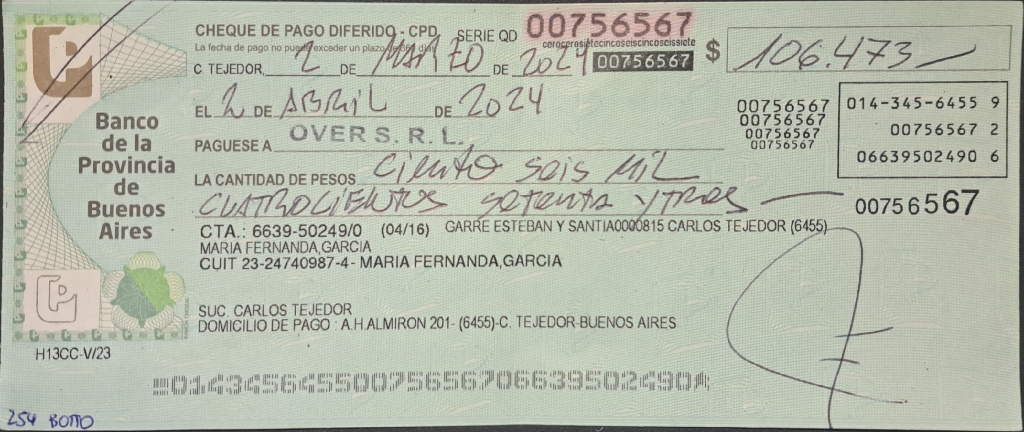 CHEQUE DE PAGO DIFERIDO - CPD SERIE QD 00756567
La fecha de pago no puede exceder un plazo de 360 días
cerocerosietecincoseiscincoseissiete
C. TEJEDOR, 2 DE MARZO DE 2024 00756567 $ 106.473
EL 2 DE ABRIL DE 2024
PAGUESE A OVER S. R. L.
LA CANTIDAD DE PESOS Ciento seis MIL
CUATROCIENTOS setenta y tres
Banco
de la
Provincia
de
Buenos
Aires
00756567
00756567
00756567
00756567
014-345-6455 9
00756567 2
06639502490 6
00756567
CTA.: 6639-50249/0 (04/16) GARRE ESTEBAN Y SANTIA0000815 CARLOS TEJEDOR (6455)
MARIA FERNANDA,GARCIA
CUIT 23-24740987-4- MARIA FERNANDA,GARCIA
SUC. CARLOS TEJEDOR
DOMICILIO DE PAGO : A.H.ALMIRON 201- (6455)-C. TEJEDOR-BUENOS AIRES
H13CC-V/23
01434564550075656706639502490
254 BOTTO